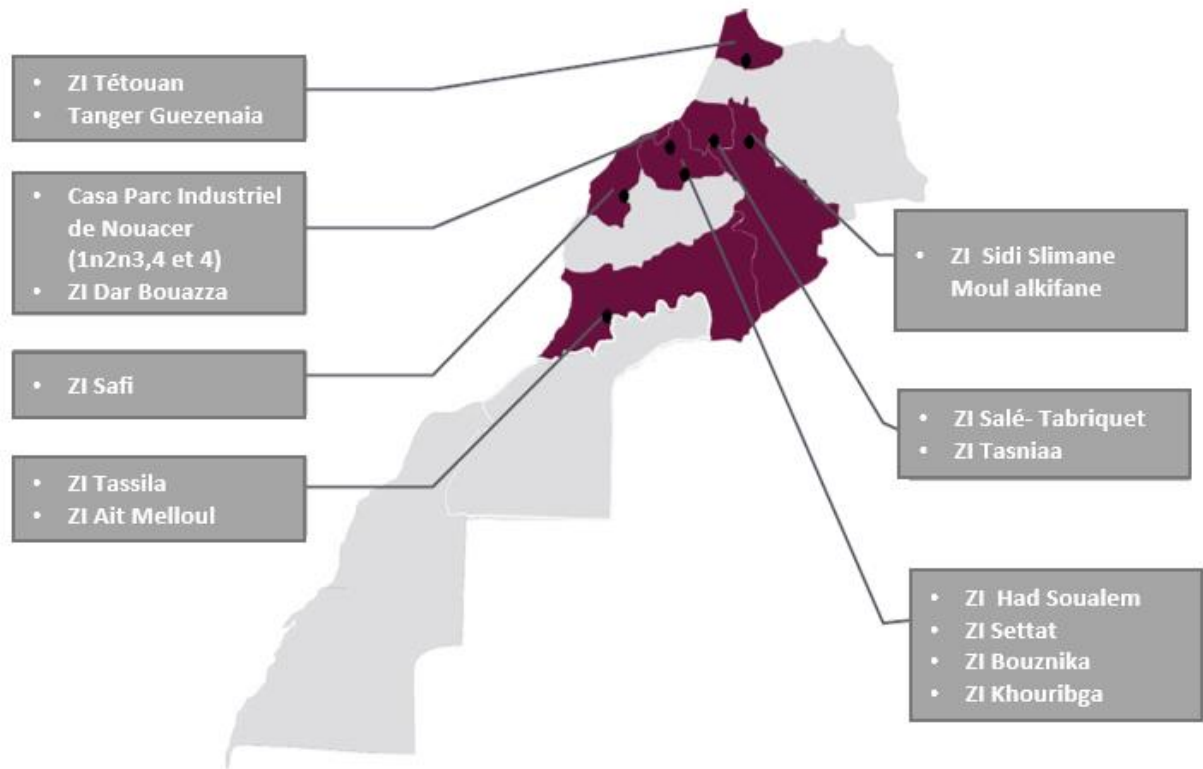 • ZI Tétouan
• Tanger Guezenaia
• Casa Parc Industriel
de Nouacer
(1n2n3,4 et 4)
• ZI Dar Bouazza
• ZI Safi
• ZI Tassila
• ZI Ait Melloul
• ZI Sidi Slimane
Moul alkifane
• ZI Salé- Tabriquet
• ZI Tasniaa
• ZI Had Soualem
• ZI Settat
• ZI Bouznika
• ZI Khouribga